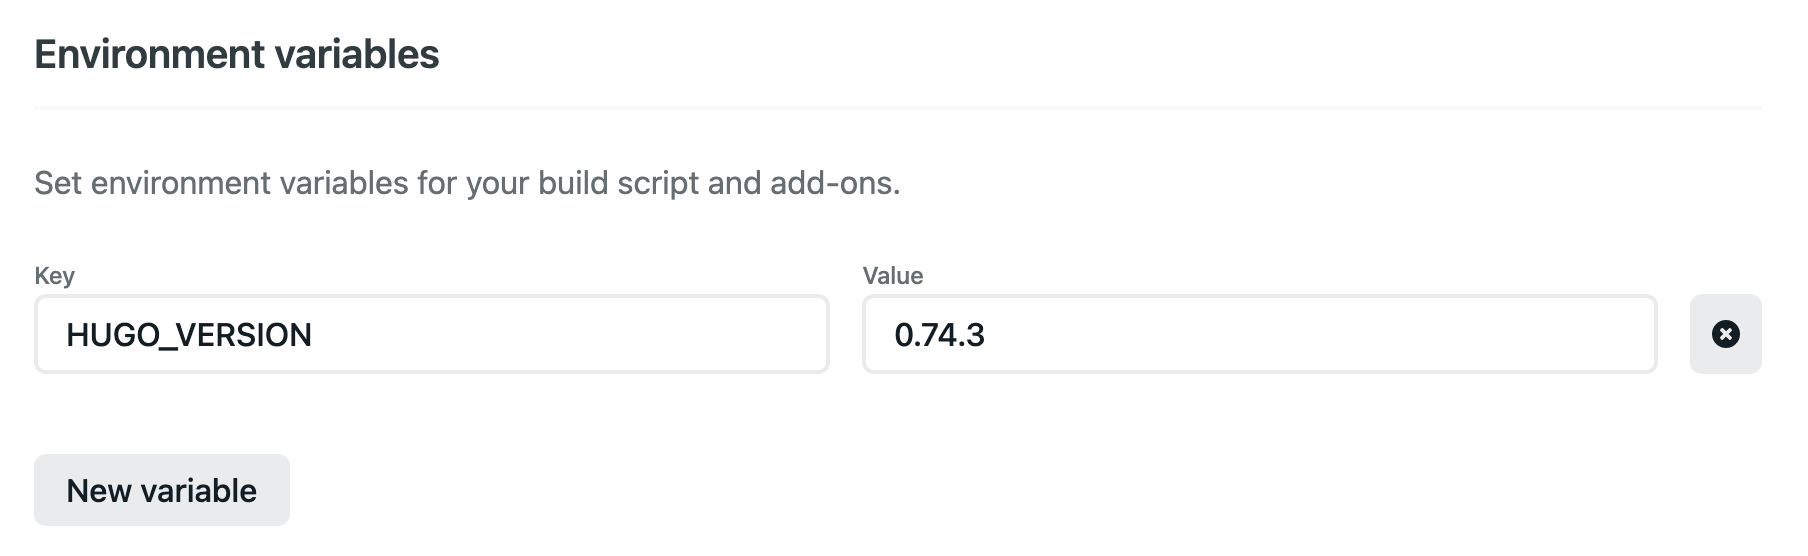 Environment variables
Set environment variables for your build script and add-ons.
Key
Value
HUGO_VERSION
0.74.3
New variable